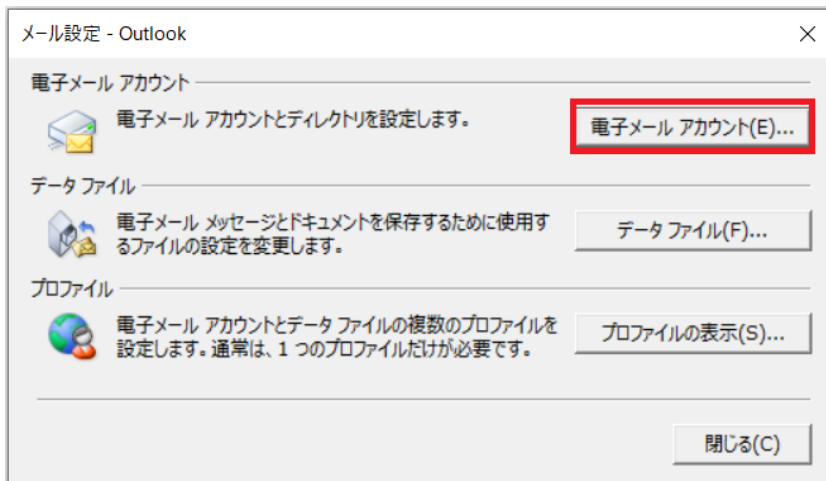 メール設定 - Outlook
電子メール アカウント
電子メール アカウントとディレクトリを設定します。
電子メール アカウント(E)...
データ ファイル
電子メール メッセージとドキュメントを保存するために使用す
るファイルの設定を変更します。
データ ファイル(F)...
プロファイル
電子メール アカウントとデータ ファイルの複数のプロファイルを
設定します。通常は、1 つのプロファイルだけが必要です。
プロファイルの表示(S)...
閉じる(C)